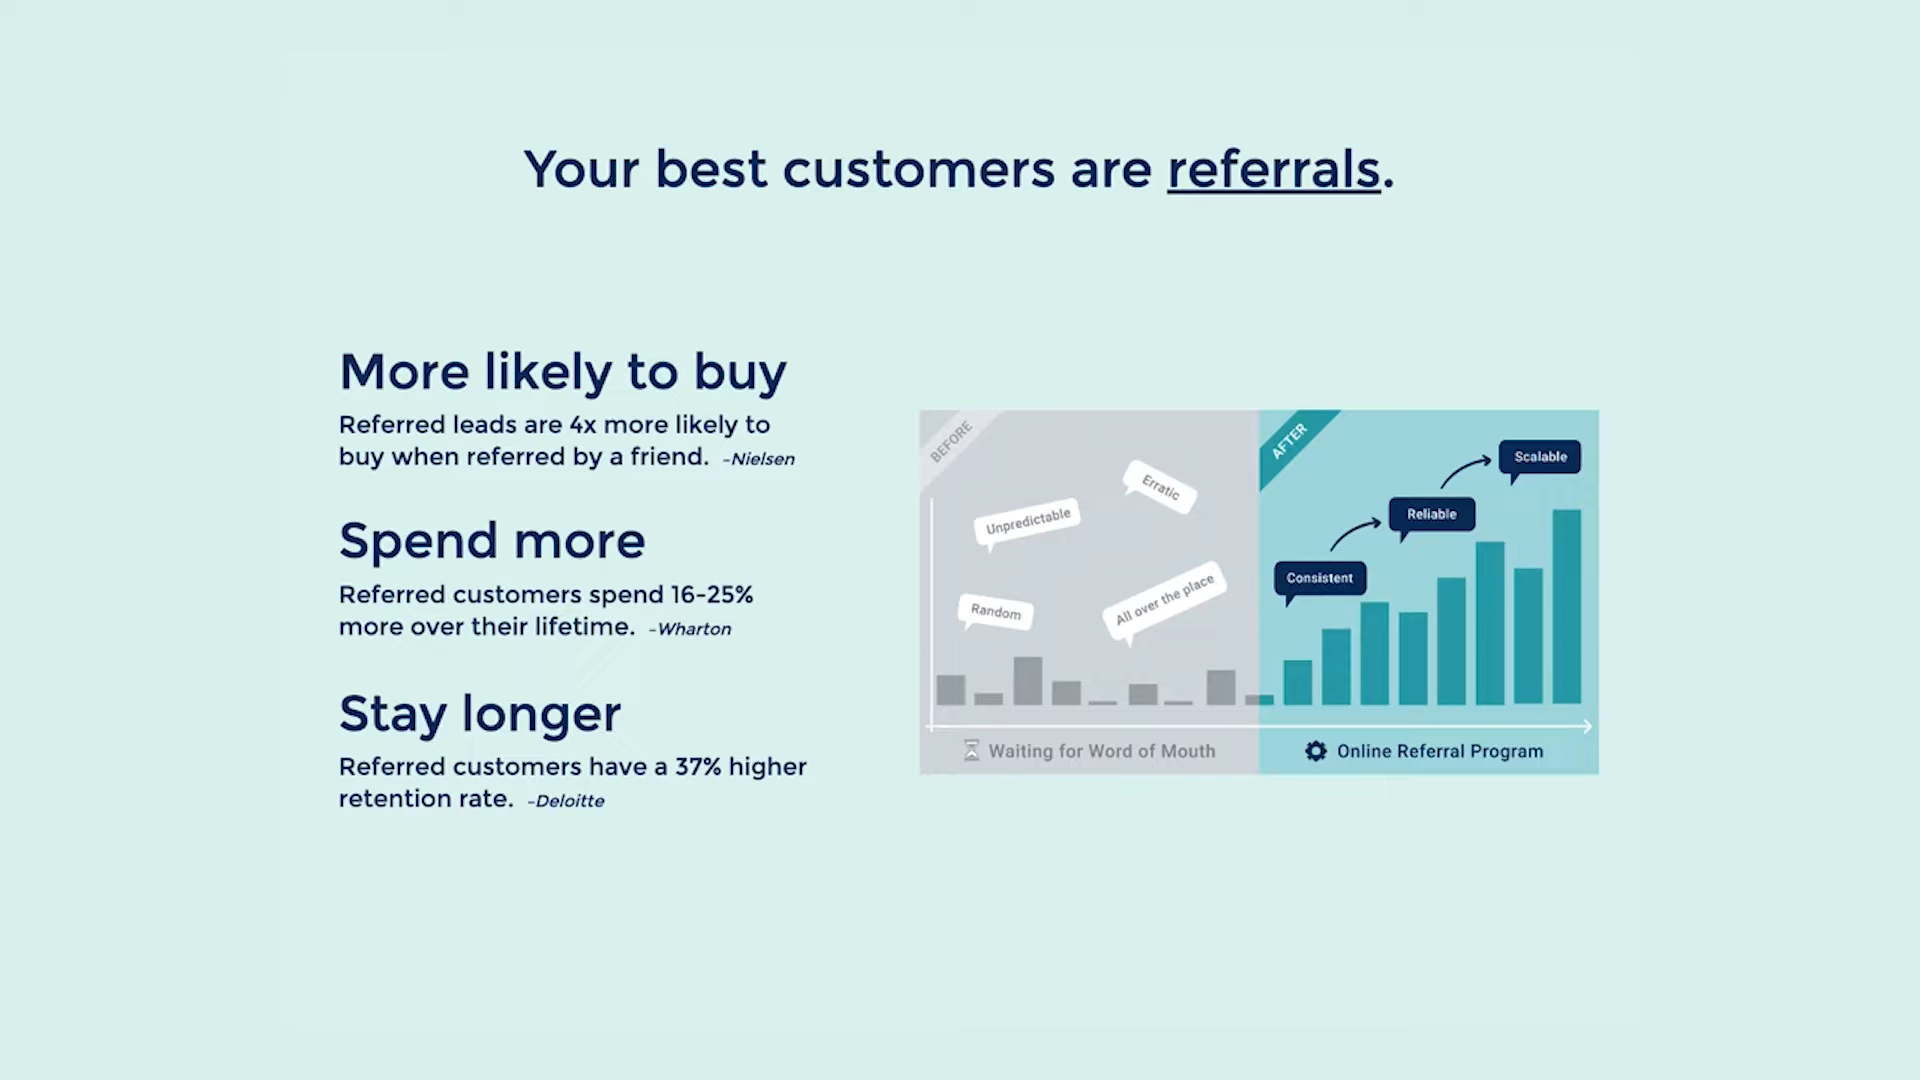 Your best customers are referrals.
More likely to buy
Referred leads are 4x more likely to
buy when referred by a friend. –Nielsen
Spend more
Referred customers spend 16-25%
more over their lifetime. –Wharton
Stay longer
Referred customers have a 37% higher
retention rate. –Deloitte
BEFORE
Erratic
Unpredictable
Random
All over the place
Waiting for Word of Mouth
AFTER
Scalable
Reliable
Consistent
Online Referral Program